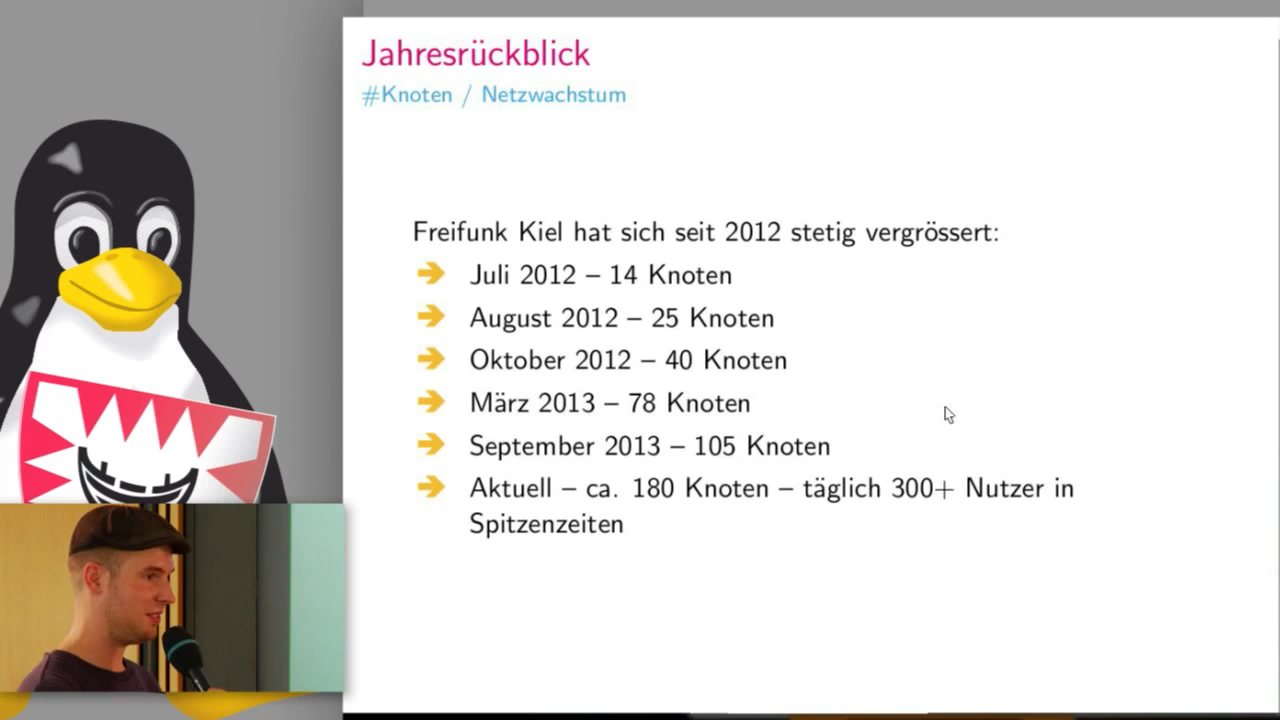 Jahresrückblick
#Knoten / Netzwachstum
Freifunk Kiel hat sich seit 2012 stetig vergrössert:
Juli 2012 – 14 Knoten
August 2012 – 25 Knoten
Oktober 2012 – 40 Knoten
März 2013 – 78 Knoten
September 2013 – 105 Knoten
Aktuell – ca. 180 Knoten – täglich 300+ Nutzer in
Spitzenzeiten